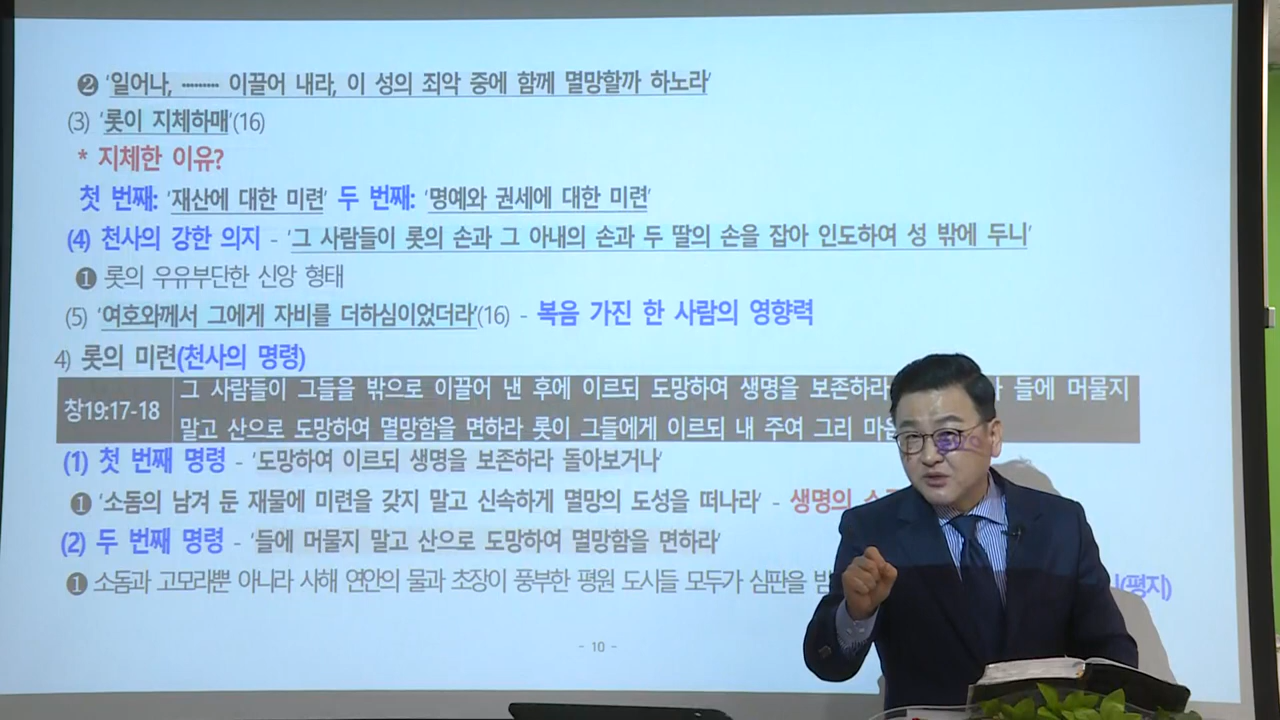 ❷ '일어나, ········· 이끌어 내라, 이 성의 죄악 중에 함께 멸망할까 하노라'
(3) '롯이 지체하매'(16)
* 지체한 이유?
첫 번째: '재산에 대한 미련' 두 번째: '명예와 권세에 대한 미련'
(4) 천사의 강한 의지 - '그 사람들이 롯의 손과 그 아내의 손과 두 딸의 손을 잡아 인도하여 성 밖에 두니'
❶ 롯의 우유부단한 신앙 형태
(5) '여호와께서 그에게 자비를 더하심이었더라'(16) - 복음 가진 한 사람의 영향력
4) 롯의 미련(천사의 명령)
창19:17-18
그 사람들이 그들을 밖으로 이끌어 낸 후에 이르되 도망하여 생명을 보존하라 들에 머물지
말고 산으로 도망하여 멸망함을 면하라 롯이 그들에게 이르되 내 주여 그리 마옵
(1) 첫 번째 명령 - '도망하여 이르되 생명을 보존하라 돌아보거나'
❶ '소돔의 남겨 둔 재물에 미련을 갖지 말고 신속하게 멸망의 도성을 떠나라' - 생명의
(2) 두 번째 명령 - '들에 머물지 말고 산으로 도망하여 멸망함을 면하라'
❶ 소돔과 고모라뿐 아니라 사해 연안의 물과 초장이 풍부한 평원 도시들 모두가 심판을 (평지)
- 10 -